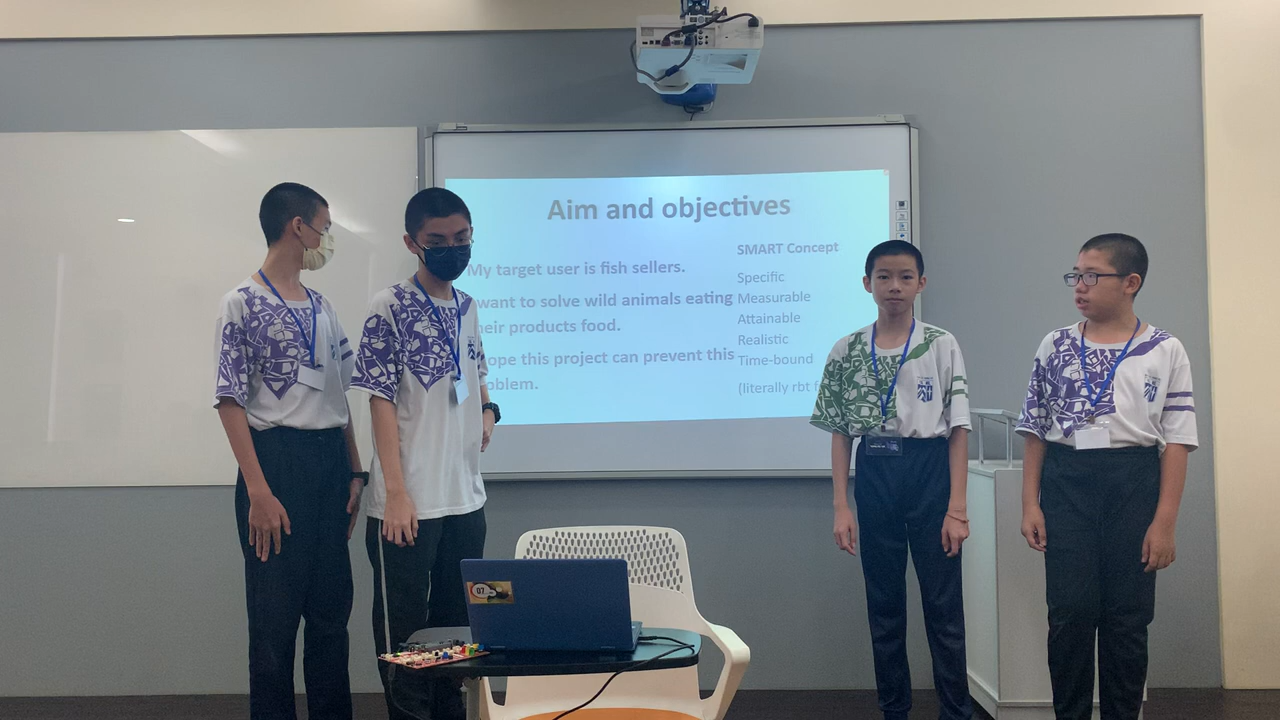 Aim and objectives
My target user is fish sellers.
want to solve wild animals eating
heir products food.
ope this project can prevent this
oblem.
SMART Concept
Specific
Measurable
Attainable
Realistic
Time-bound
(literally rbt
07